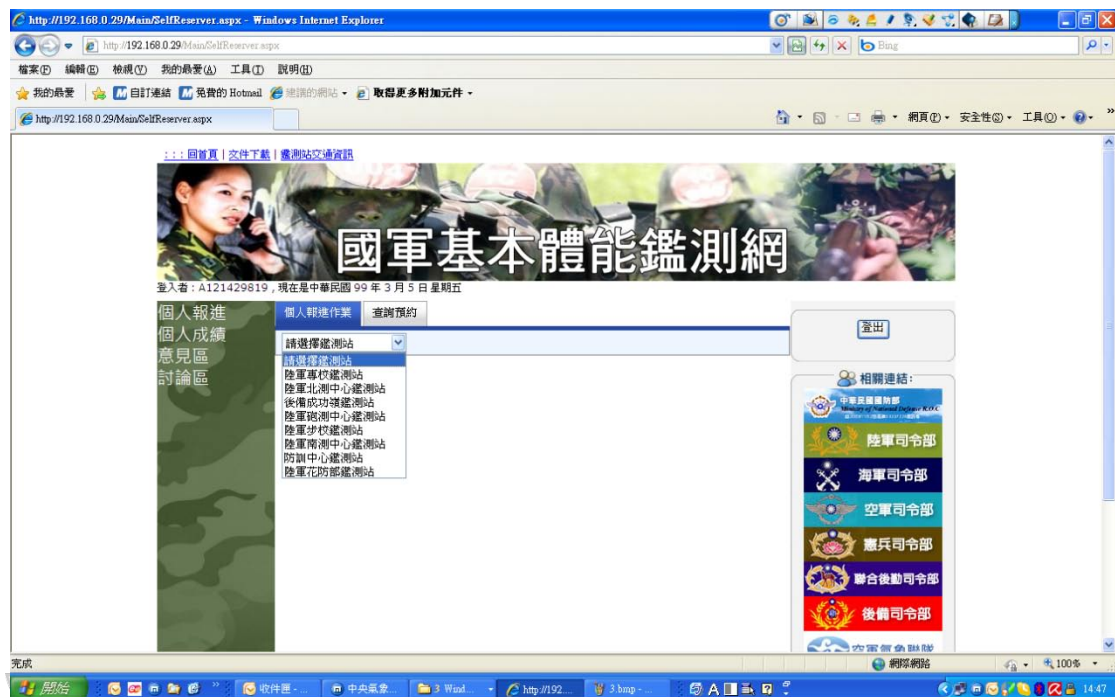 http://192.168.0.29/Main/SelfReserver.aspx - Windows Internet Explorer
http://192.168.0.29/Main/SelfReserver.aspx
Bing
檔案(F) 編輯(E) 檢視(V) 我的最愛(A) 工具(T) 說明(H)
我的最愛 自訂連結 免費的 Hotmail 建議的網站 取得更多附加元件
http://192.168.0.29/Main/SelfReserver.aspx
網頁(P) 安全性(S) 工具(O)
:::回首頁 | 文件下載 | 鑑測站交通資訊
國軍基本體能鑑測網
登入者:A121429819 , 現在是中華民國 99 年 3 月 5 日 星期五
個人報進
個人成績
意見區
討論區
個人報進作業 查詢預約
請選擇鑑測站
請選擇鑑測站
陸軍專校鑑測站
陸軍北測中心鑑測站
後備成功嶺鑑測站
陸軍砲測中心鑑測站
陸軍步校鑑測站
陸軍南測中心鑑測站
防訓中心鑑測站
陸軍花防部鑑測站
登出
相關連結:
中華民國國防部
Ministry of National Defense R.O.C
陸軍司令部
海軍司令部
空軍司令部
憲兵司令部
聯合後勤司令部
後備司令部
空軍氣象聯隊
完成
網際網路
100%
開始
收件匣 - ...
中央氣象...
3 Wind...
http://192....
3.bmp - ...
A
14:47